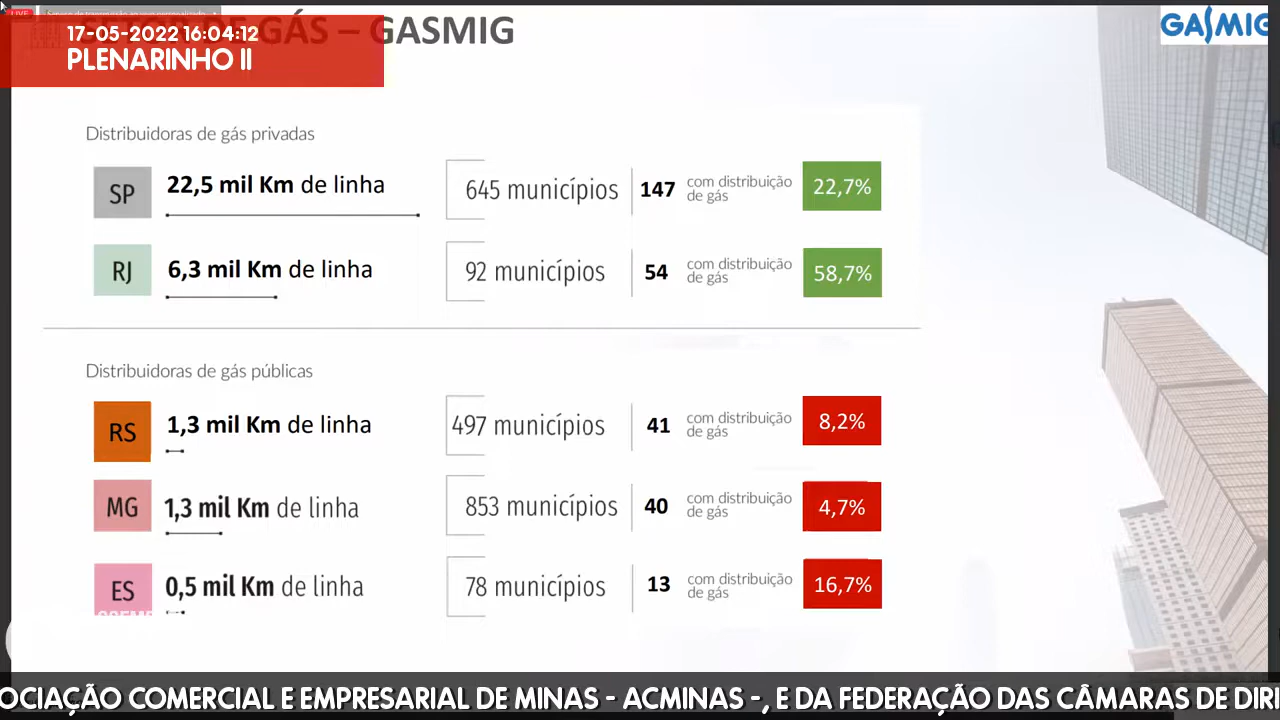 LIVE
17-05-2022 16:04:12
PLENARINHO II
SETOR DE GÁS – GASMIG
GASMIG
Distribuidoras de gás privadas
SP
22,5 mil Km de linha
645 municípios
147
com distribuição
de gás
22,7%
RJ
6,3 mil Km de linha
92 municípios
54
com distribuição
de gás
58,7%
Distribuidoras de gás públicas
RS
1,3 mil Km de linha
497 municípios
41
com distribuição
de gás
8,2%
MG
1,3 mil Km de linha
853 municípios
40
com distribuição
de gás
4,7%
ES
0,5 mil Km de linha
78 municípios
13
com distribuição
de gás
16,7%
OCIAÇÃO COMERCIAL E EMPRESARIAL DE MINAS - ACMINAS -, E DA FEDERAÇÃO DAS CÂMARAS DE DIRI